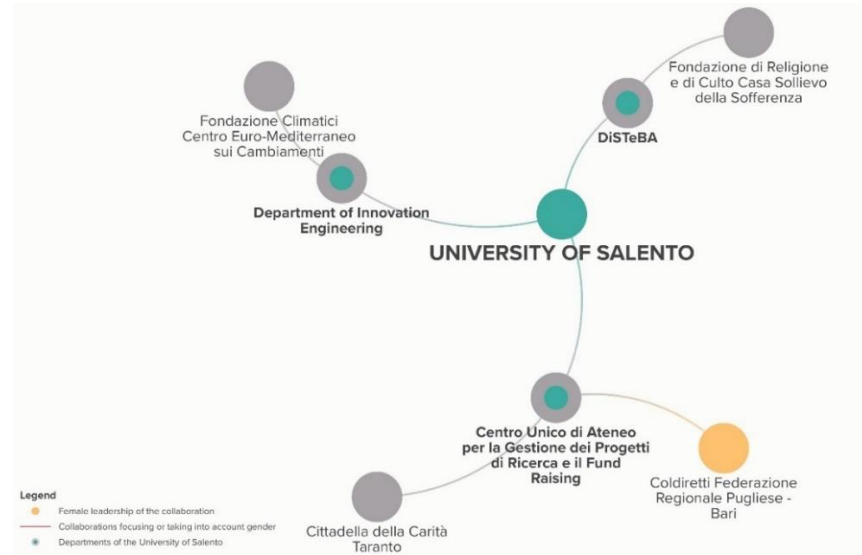 Fondazione di Religione
e di Culto Casa Sollievo
della Sofferenza
Fondazione Climatici
Centro Euro-Mediterraneo
sui Cambiamenti
DiSTeBA
Department of Innovation
Engineering
UNIVERSITY OF SALENTO
Centro Unico di Ateneo
per la Gestione dei Progetti
di Ricerca e il Fund
Raising
Coldiretti Federazione
Regionale Pugliese -
Bari
Cittadella della Carità
Taranto
Legend
Female leadership of the collaboration
Collaborations focusing or taking into account gender
Departments of the University of Salento